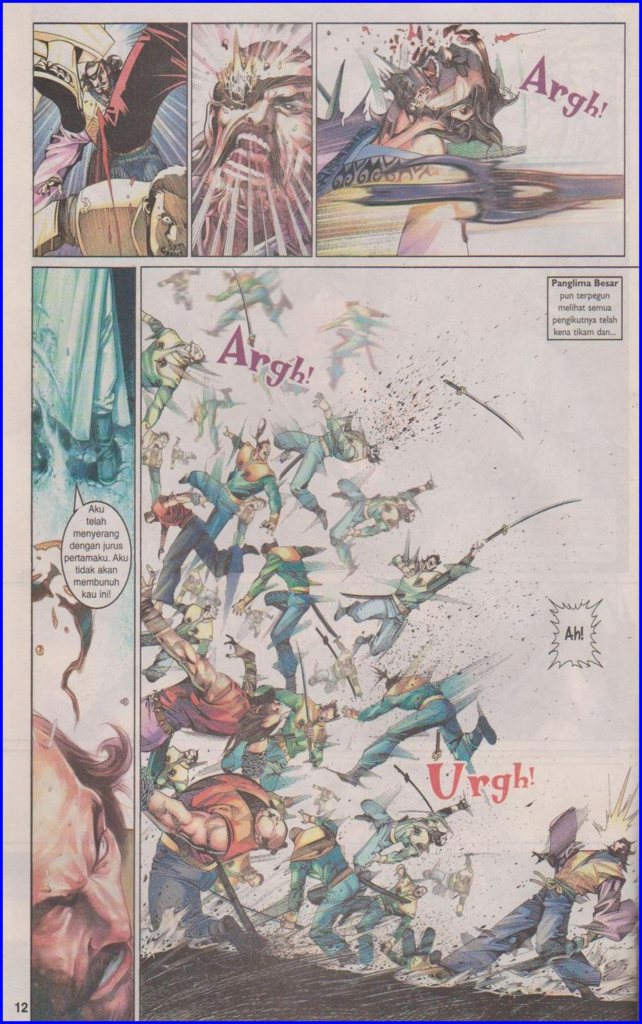 Argh!
Panglima Besar
pun terpegun
melihat semua
pengikutnya telah
kena tikam dan...
Argh!
Aku
telah
menyerang
dengan jurus
pertamaku. Aku
tidak akan
membunuh
kau ini!
Ah!
Urgh!
12